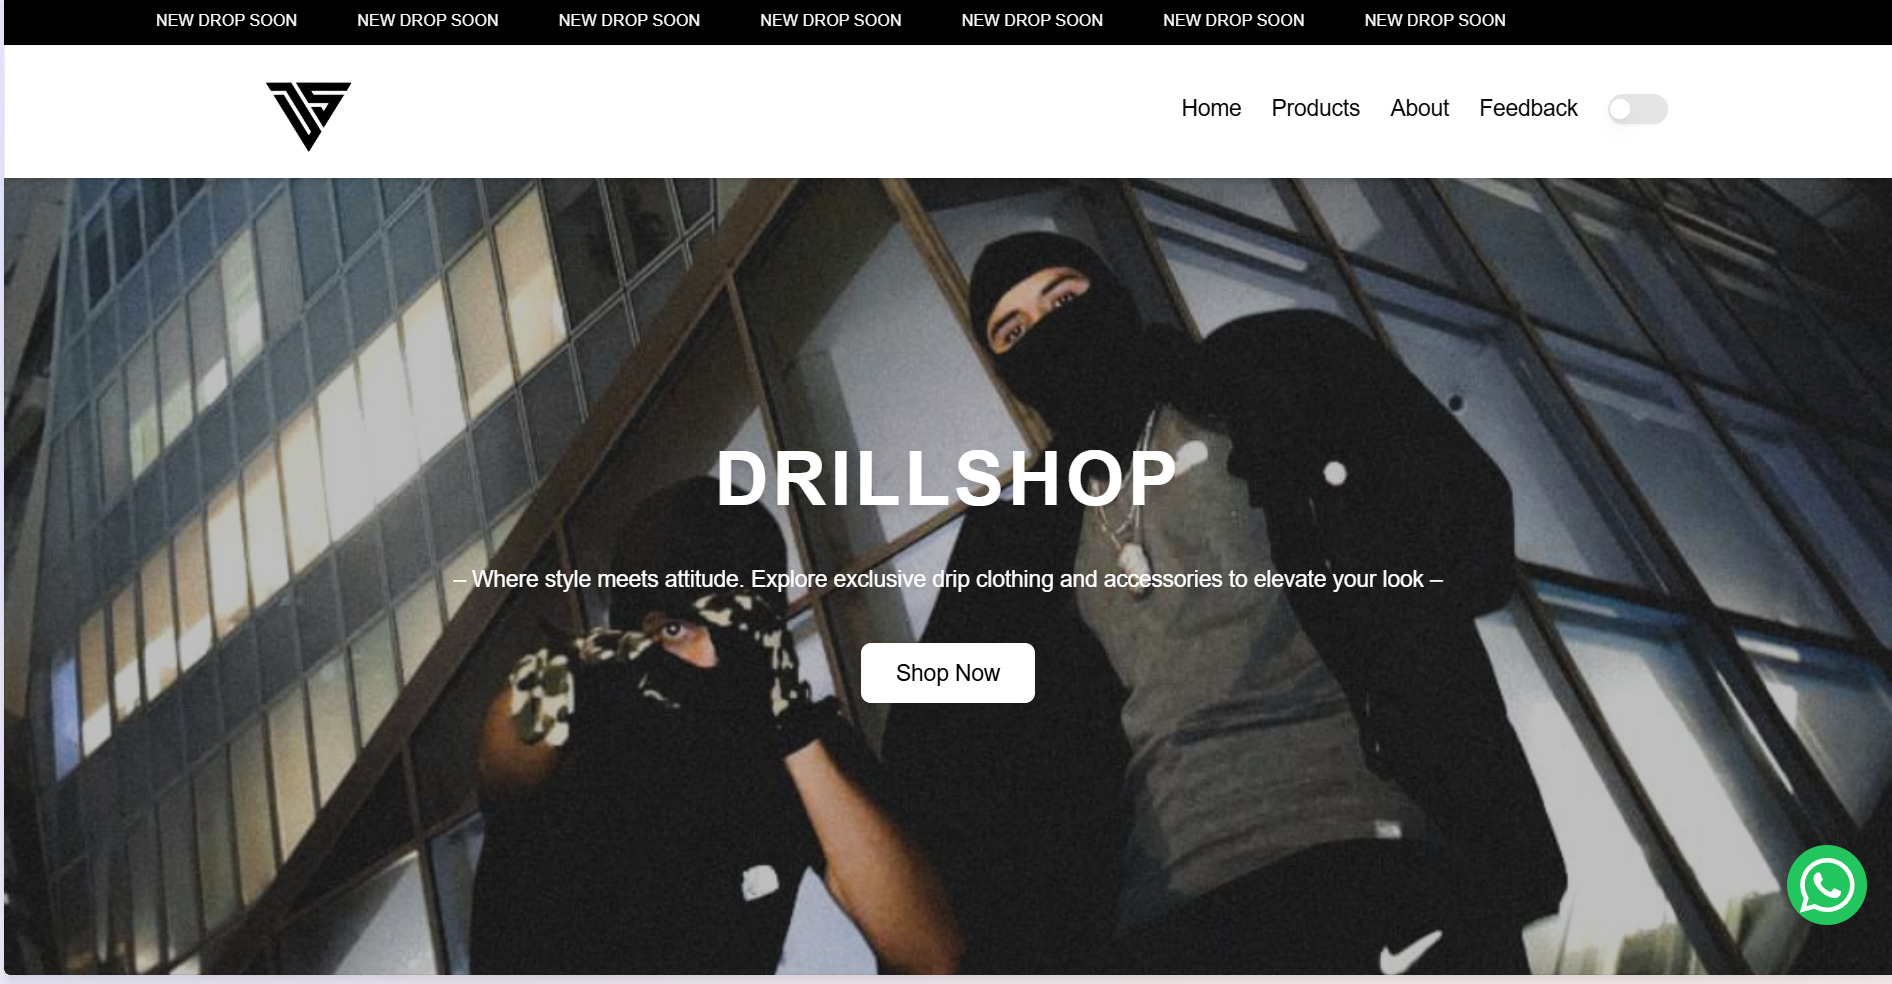 NEW DROP SOON NEW DROP SOON NEW DROP SOON NEW DROP SOON NEW DROP SOON NEW DROP SOON NEW DROP SOON
Home Products About Feedback
DRILLSHOP
– Where style meets attitude. Explore exclusive drip clothing and accessories to elevate your look –
Shop Now